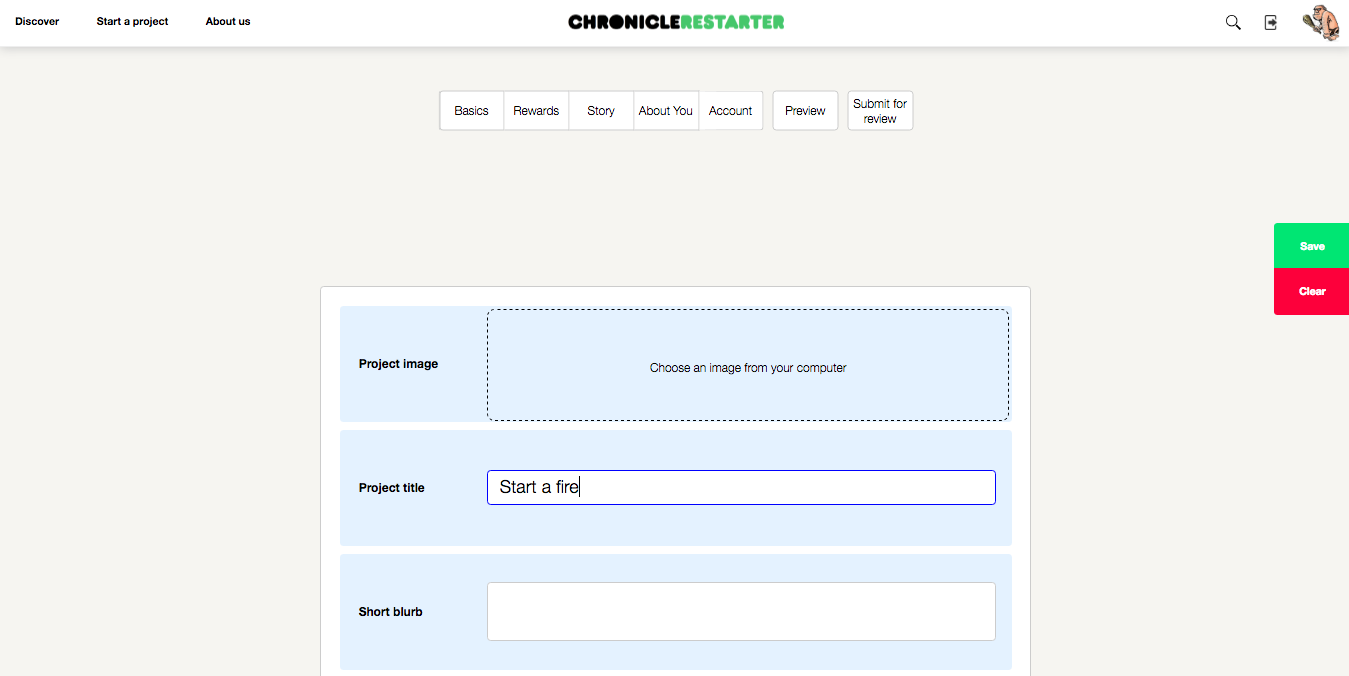 Discover Start a project About us CHRONICLERESTARTER
Basics Rewards Story About You Account Preview Submit for review
Save
Clear
Project image Choose an image from your computer
Project title Start a fire
Short blurb